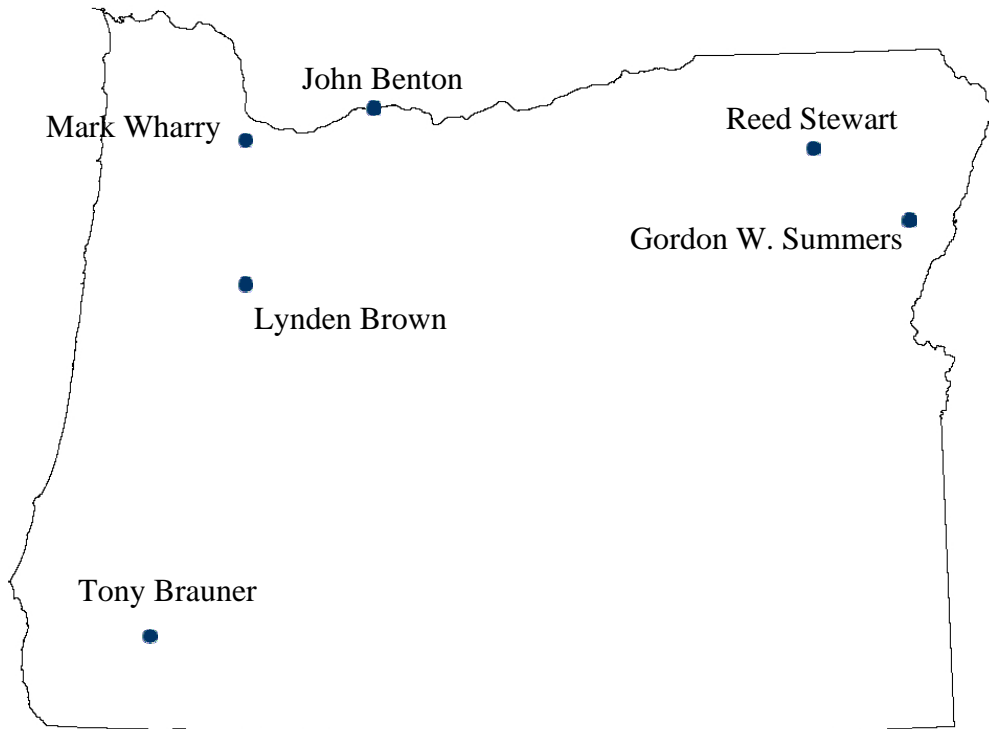 John Benton
Mark Wharry
Reed Stewart
Gordon W. Summers
Lynden Brown
Tony Brauner